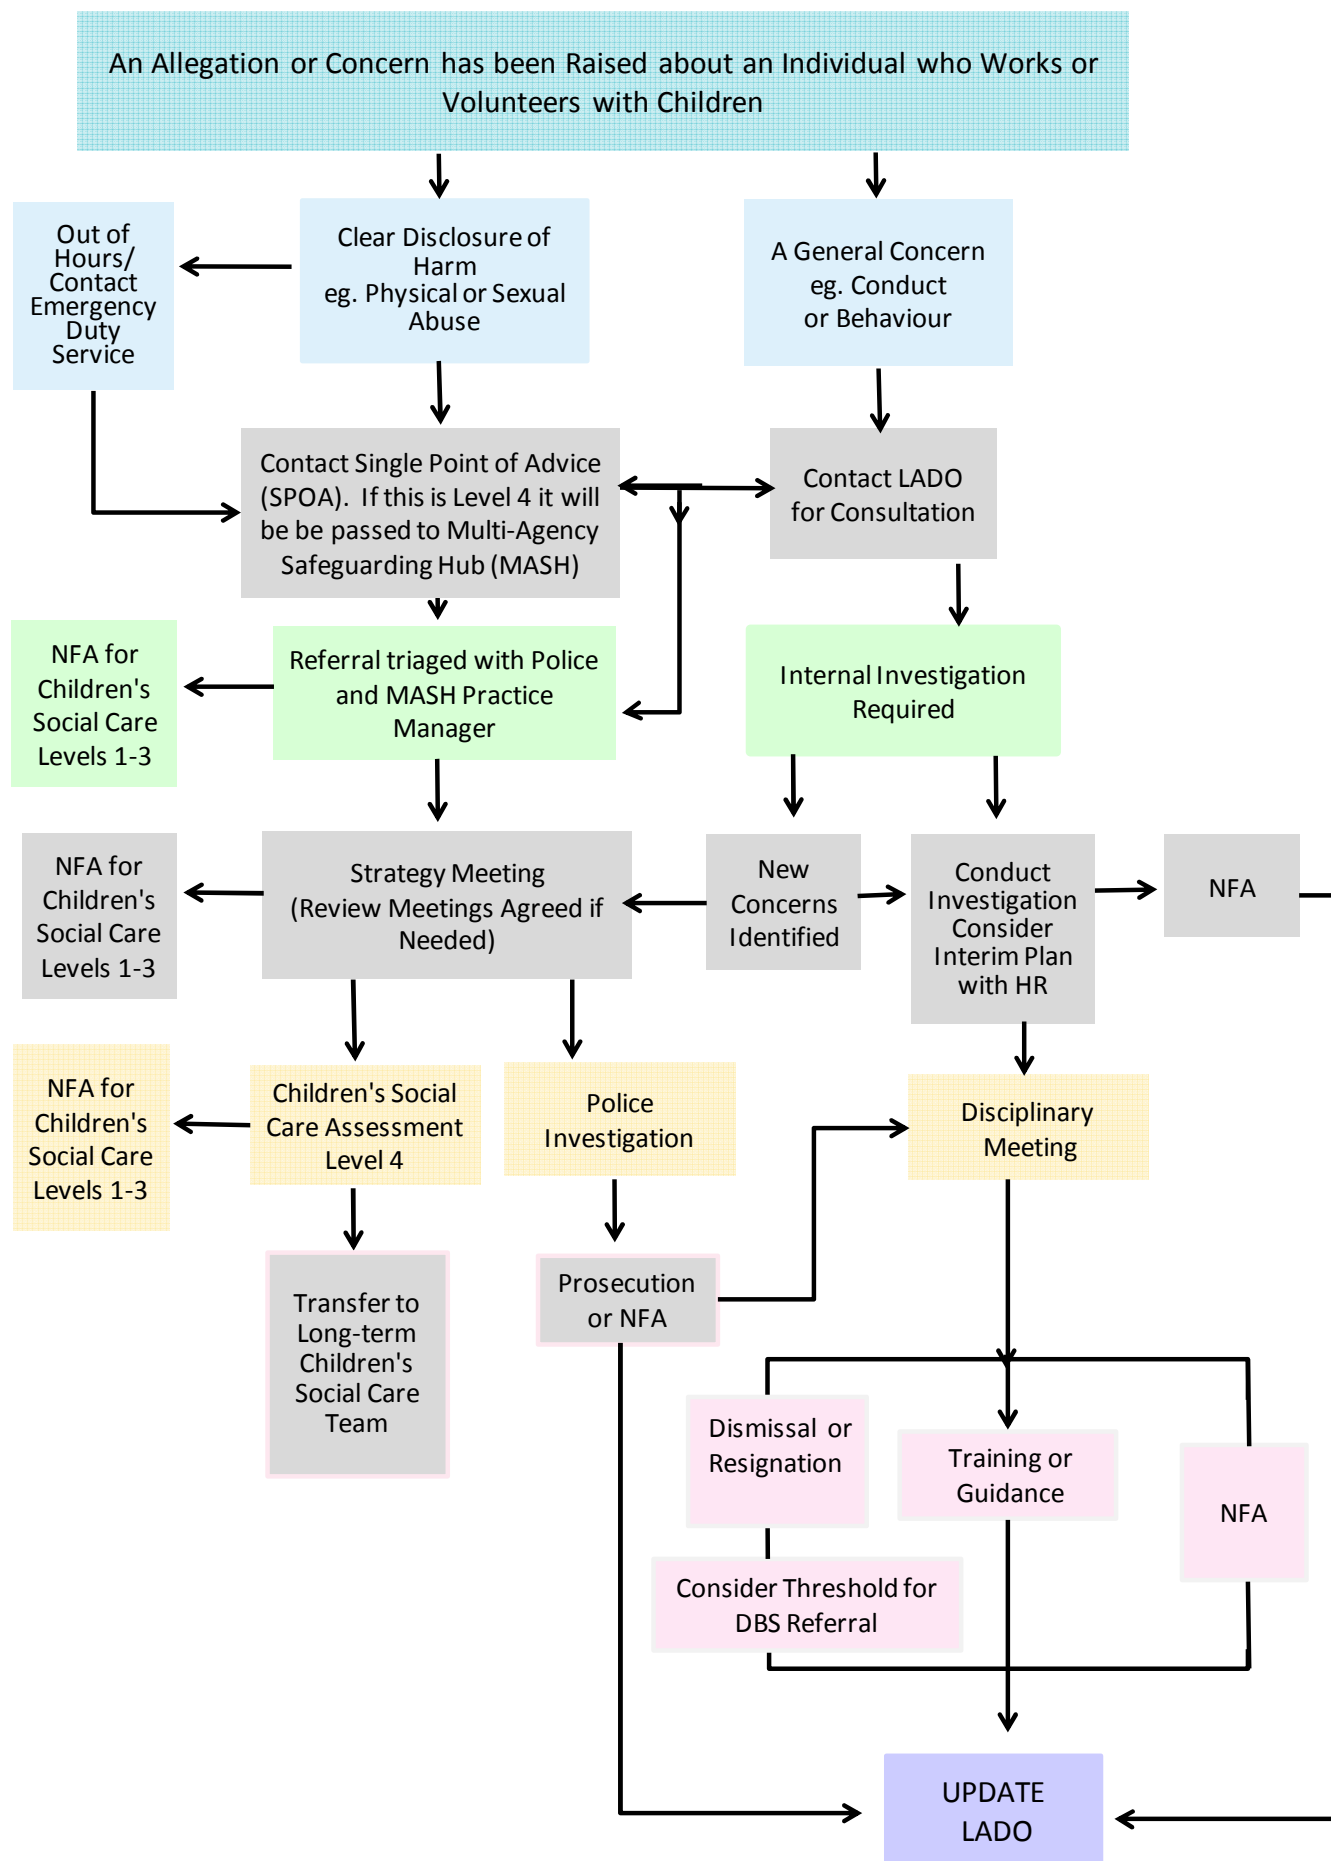 An Allegation or Concern has been Raised about an Individual who Works or
Volunteers with Children
Out of
Hours/
Contact
Emergency
Duty
Service
Clear Disclosure of
Harm
eg. Physical or Sexual
Abuse
A General Concern
eg. Conduct
or Behaviour
Contact Single Point of Advice
(SPOA). If this is Level 4 it will
be be passed to Multi-Agency
Safeguarding Hub (MASH)
Contact LADO
for Consultation
NFA for
Children's
Social Care
Levels 1-3
Referral triaged with Police
and MASH Practice
Manager
Internal Investigation
Required
NFA for
Children's
Social Care
Levels 1-3
Strategy Meeting
(Review Meetings Agreed if
Needed)
New
Concerns
Identified
Conduct
Investigation
Consider
Interim Plan
with HR
NFA
NFA for
Children's
Social Care
Levels 1-3
Children's Social
Care Assessment
Level 4
Police
Investigation
Disciplinary
Meeting
Transfer to
Long-term
Children's
Social Care
Team
Prosecution
or NFA
Dismissal or
Resignation
Training or
Guidance
NFA
Consider Threshold for
DBS Referral
UPDATE
LADO